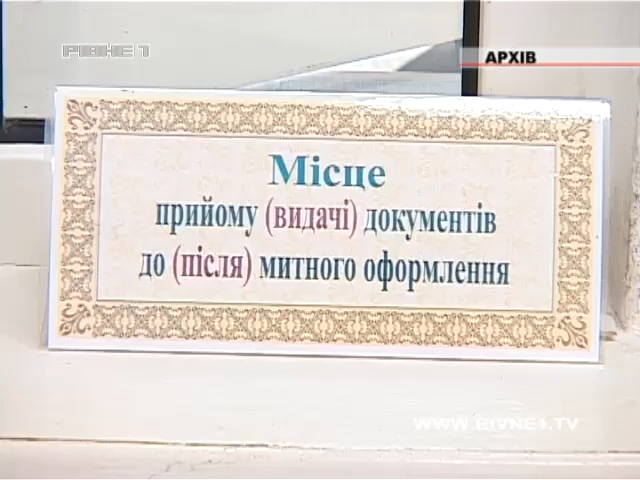 РІВНЕ 1
АРХІВ
Місце
прийому (видачі) документів
до (після) митного оформлення
WWW.RIVNE1.TV